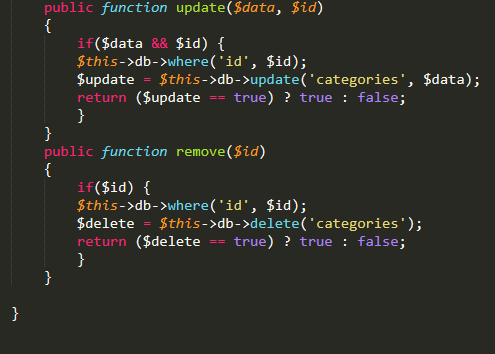 public function update($data, $id)
{
if($data && $id) {
$this->db->where('id', $id);
$update = $this->db->update('categories', $data);
return ($update == true) ? true : false;
}
}
public function remove($id)
{
if($id) {
$this->db->where('id', $id);
$delete = $this->db->delete('categories');
return ($delete == true) ? true : false;
}
}
}